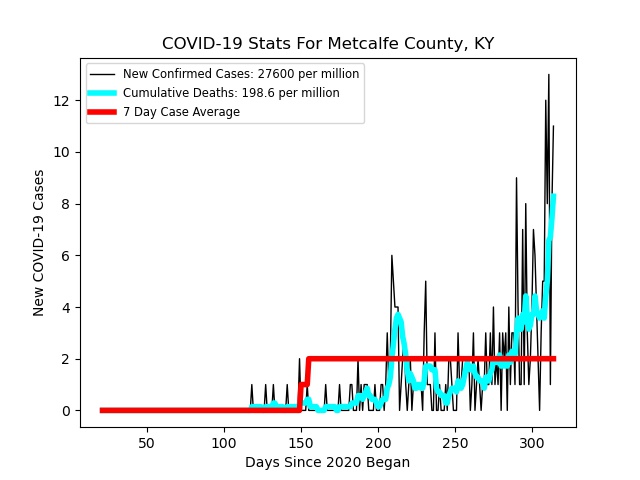 COVID-19 Stats For Metcalfe County, KY
New Confirmed Cases: 27600 per million
Cumulative Deaths: 198.6 per million
7 Day Case Average
New COVID-19 Cases
12
10
8
6
4
2
0
50 100 150 200 250 300
Days Since 2020 Began